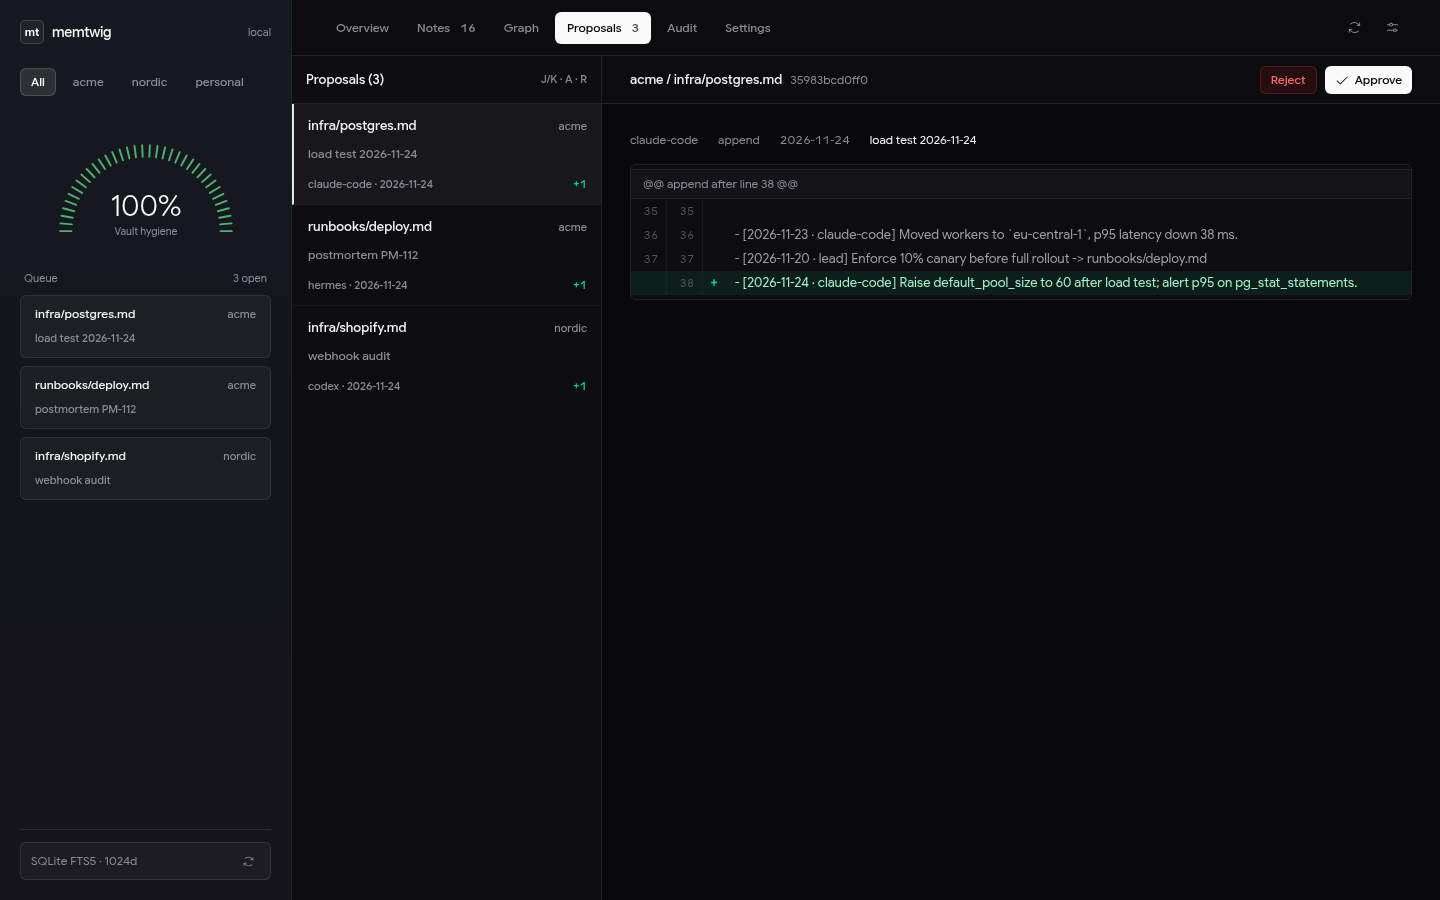 mt memtwig local
All acme nordic personal
100%
Vault hygiene
Queue 3 open
infra/postgres.md acme
load test 2026-11-24
runbooks/deploy.md acme
postmortem PM-112
infra/shopify.md nordic
webhook audit
SQLite FTS5 · 1024d
Overview Notes 16 Graph Proposals 3 Audit Settings
Proposals (3) J/K · A · R
infra/postgres.md acme
load test 2026-11-24
claude-code · 2026-11-24 +1
runbooks/deploy.md acme
postmortem PM-112
hermes · 2026-11-24 +1
infra/shopify.md nordic
webhook audit
codex · 2026-11-24 +1
acme / infra/postgres.md 35983bcd0ff0 Reject Approve
claude-code append 2026-11-24 load test 2026-11-24
@@ append after line 38 @@
35 35
36 36 - [2026-11-23 · claude-code] Moved workers to `eu-central-1`, p95 latency down 38 ms.
37 37 - [2026-11-20 · lead] Enforce 10% canary before full rollout -> runbooks/deploy.md
38 + - [2026-11-24 · claude-code] Raise default_pool_size to 60 after load test; alert p95 on pg_stat_statements.